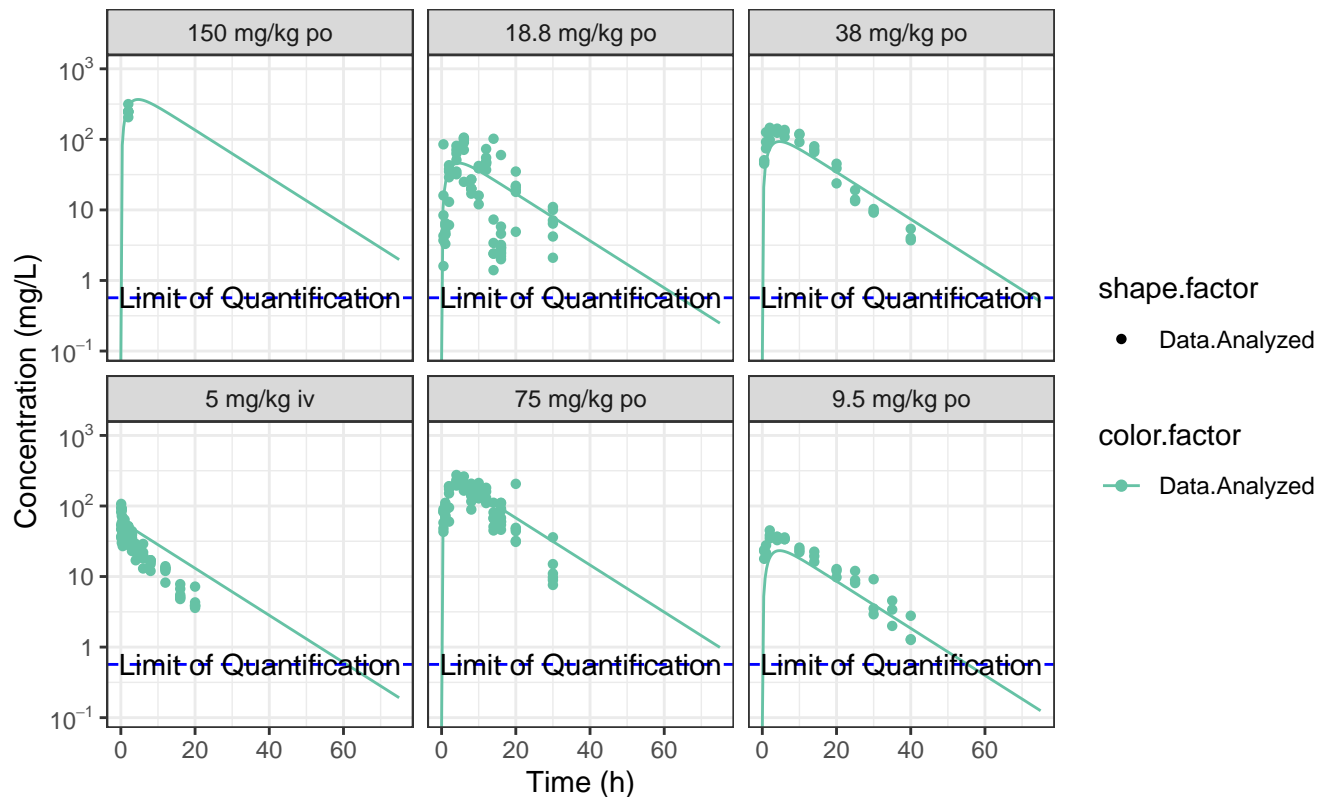 150 mg/kg po
18.8 mg/kg po
38 mg/kg po
10³
10²
10
1
10⁻¹
Limit of Quantification
Limit of Quantification
Limit of Quantification
5 mg/kg iv
75 mg/kg po
9.5 mg/kg po
10³
10²
10
1
10⁻¹
Limit of Quantification
Limit of Quantification
Limit of Quantification
0 20 40 60
0 20 40 60
0 20 40 60
Time (h)
Concentration (mg/L)
shape.factor
Data.Analyzed
color.factor
Data.Analyzed